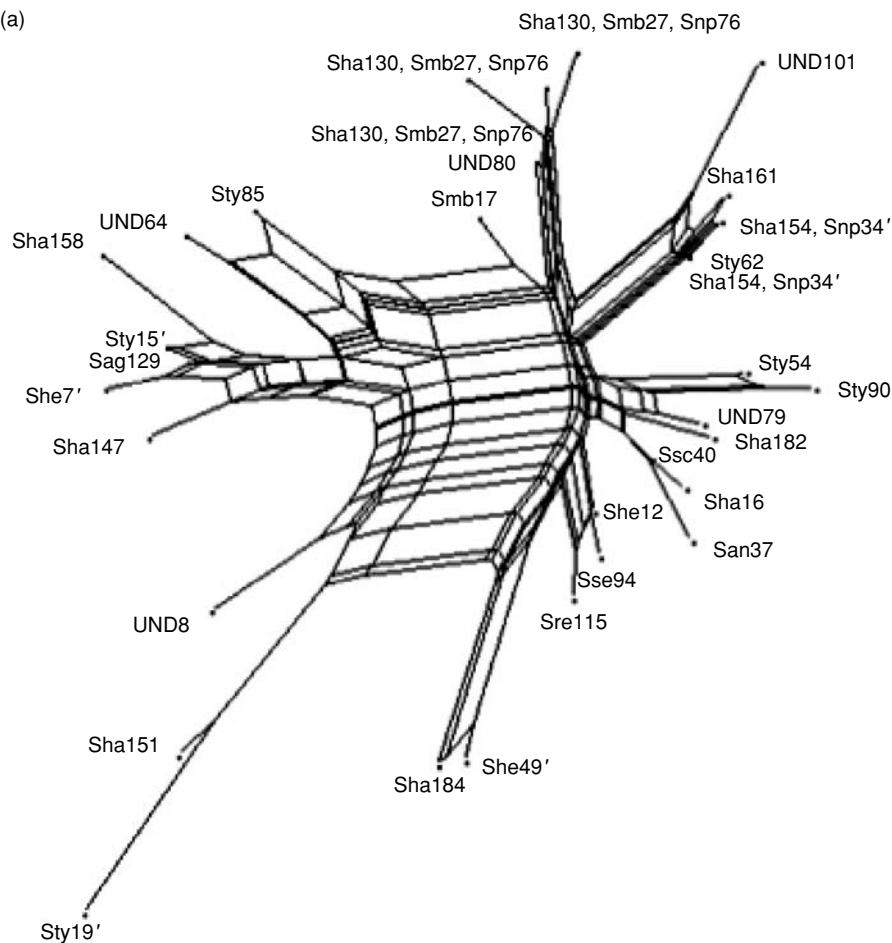 (a)
Sha130, Smb27, Snp76
Sha130, Smb27, Snp76
UND101
Sha130, Smb27, Snp76
UND80
Sha161
Sty85
Smb17
UND64
Sha154, Snp34′
Sha158
Sty62
Sha154, Snp34′
Sty15′
Sag129
Sty54
She7′
Sty90
UND79
Sha147
Sha182
Ssc40
Sha16
She12
San37
Sse94
UND8
Sre115
Sha151
She49′
Sha184
Sty19′